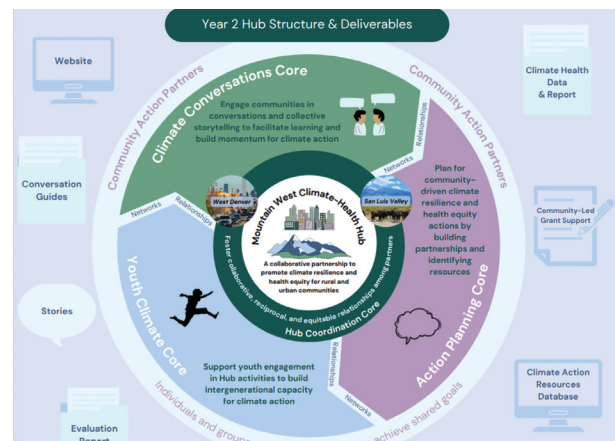 Year 2 Hub Structure & Deliverables
Website
Conversation
Guides
Stories
Evaluation
Report
Community Action Partners
Community Action Partners
Climate Conversations Core
Engage communities in
conversations and collective
storytelling to facilitate learning and
build momentum for climate action
Networks
Relationships
Networks
Relationships
West Denver
San Luis Valley
Mountain West Climate-Health Hub
A collaborative partnership to
promote climate resilience and
health equity for rural and
urban communities
Foster collaborative, reciprocal, and equitable relationships among partners
Hub Coordination Core
Plan for
community-
driven climate
resilience and
health equity
actions by
building
partnerships and
identifying
resources
Action Planning Core
Youth Climate Core
Support youth engagement
in Hub activities to build
intergenerational capacity
for climate action
Relationships
Networks
Individuals and group
achieve shared goals
Climate Health
Data
& Report
Community-Led
Grant Support
Climate Action
Resources
Database